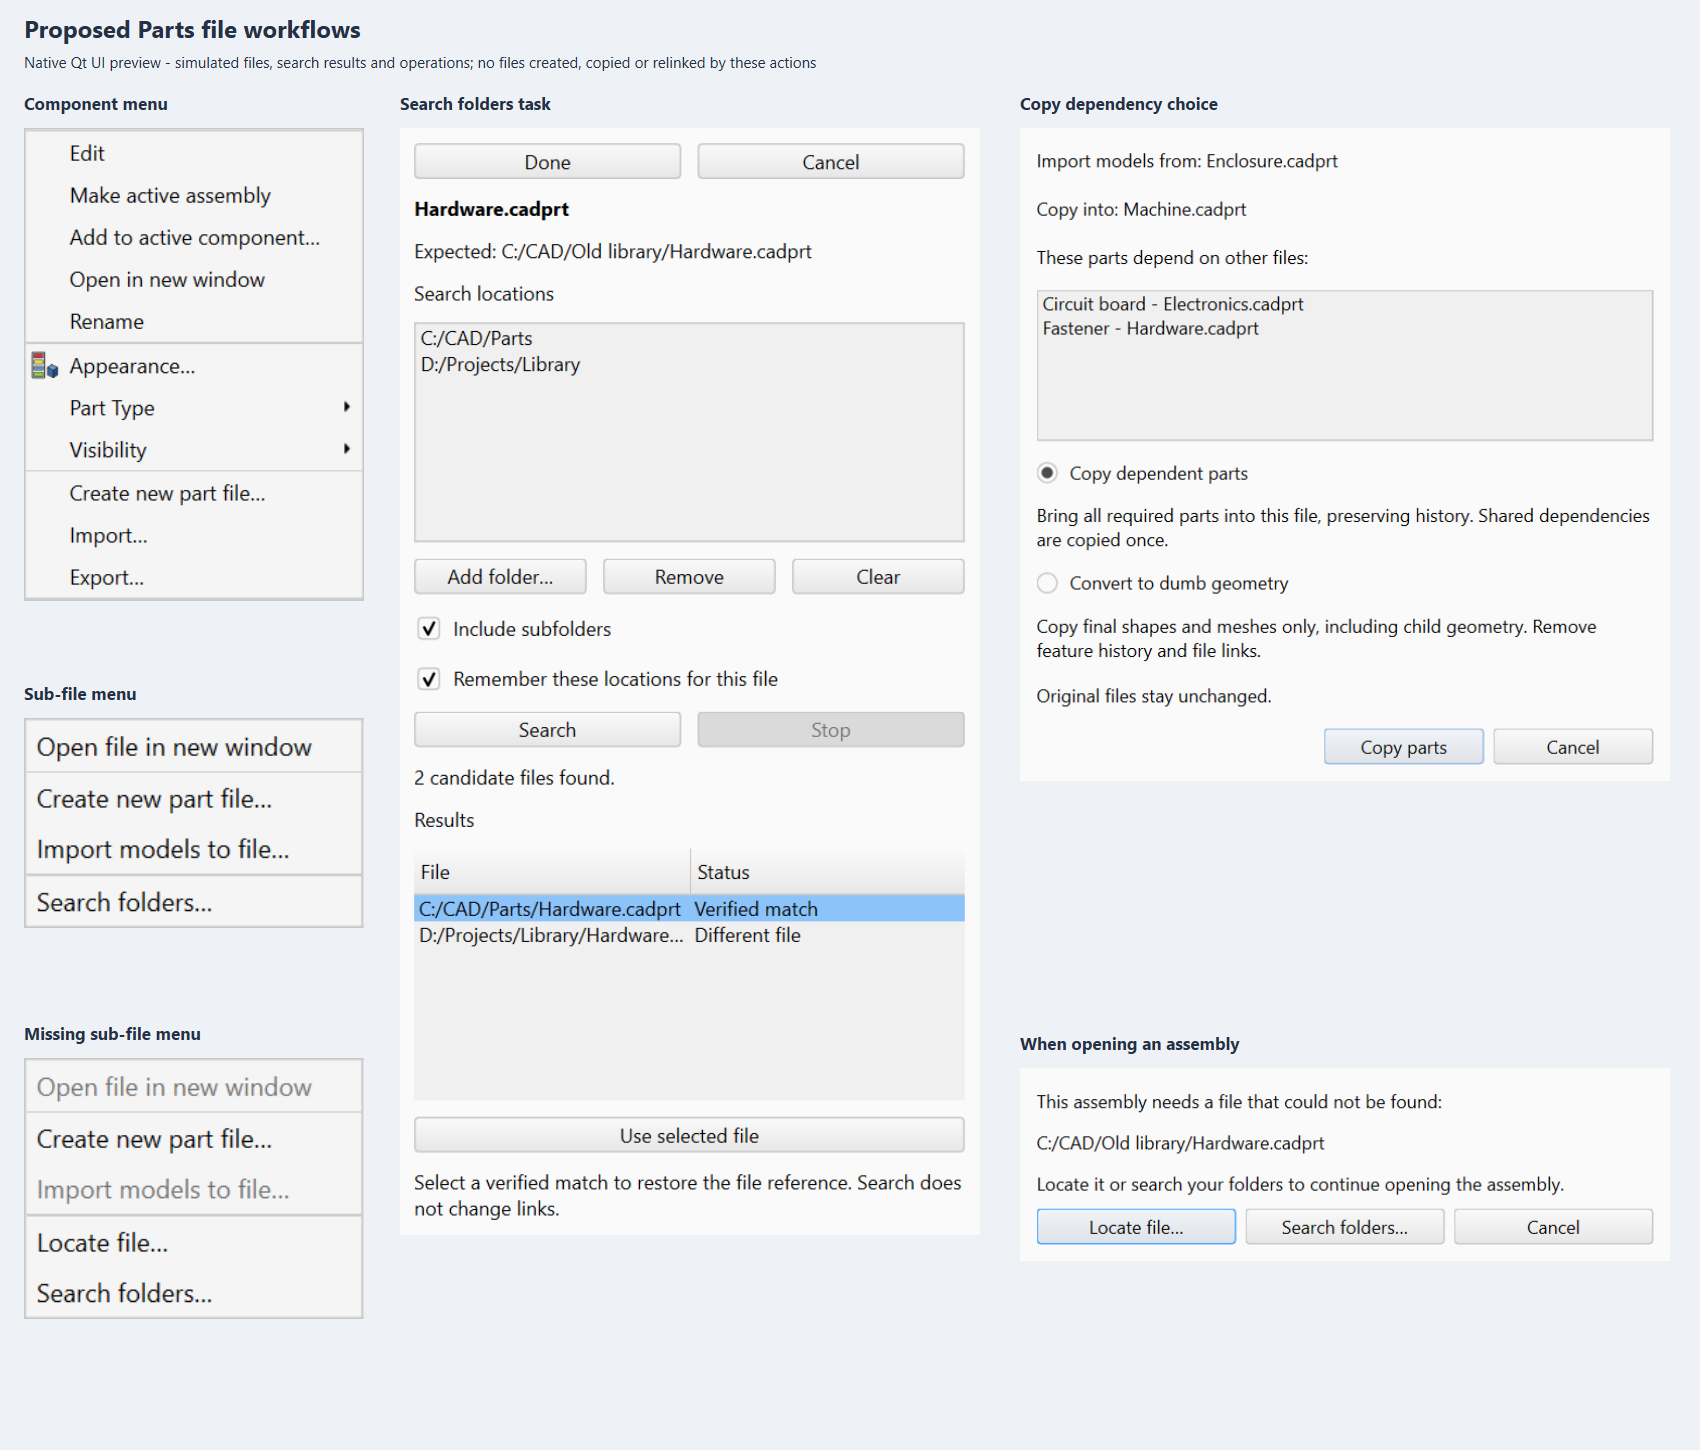 Proposed Parts file workflows
Native Qt UI preview - simulated files, search results and operations; no files created, copied or relinked by these actions
Component menu
Edit
Make active assembly
Add to active component...
Open in new window
Rename
Appearance...
Part Type
Visibility
Create new part file...
Import...
Export...
Sub-file menu
Open file in new window
Create new part file...
Import models to file...
Search folders...
Missing sub-file menu
Open file in new window
Create new part file...
Import models to file...
Locate file...
Search folders...
Search folders task
Done
Cancel
Hardware.cadprt
Expected: C:/CAD/Old library/Hardware.cadprt
Search locations
C:/CAD/Parts
D:/Projects/Library
Add folder...
Remove
Clear
Include subfolders
Remember these locations for this file
Search
Stop
2 candidate files found.
Results
File
Status
C:/CAD/Parts/Hardware.cadprt
Verified match
D:/Projects/Library/Hardware...
Different file
Use selected file
Select a verified match to restore the file reference. Search does
not change links.
Copy dependency choice
Import models from: Enclosure.cadprt
Copy into: Machine.cadprt
These parts depend on other files:
Circuit board - Electronics.cadprt
Fastener - Hardware.cadprt
Copy dependent parts
Bring all required parts into this file, preserving history. Shared dependencies
are copied once.
Convert to dumb geometry
Copy final shapes and meshes only, including child geometry. Remove
feature history and file links.
Original files stay unchanged.
Copy parts
Cancel
When opening an assembly
This assembly needs a file that could not be found:
C:/CAD/Old library/Hardware.cadprt
Locate it or search your folders to continue opening the assembly.
Locate file...
Search folders...
Cancel